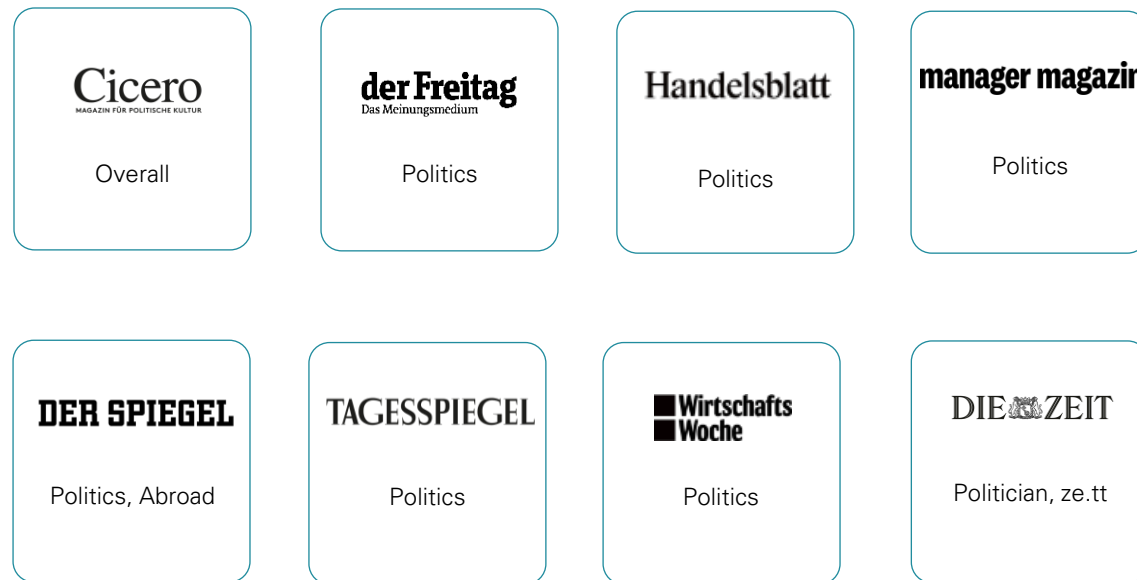 Cicero
MAGAZIN FÜR POLITISCHE KULTUR
Overall
der Freitag
Das Meinungsmedium
Politics
Handelsblatt
Politics
manager magazin
Politics
DER SPIEGEL
Politics, Abroad
TAGESSPIEGEL
Politics
Wirtschafts
Woche
Politics
DIE ZEIT
Politician, ze.tt